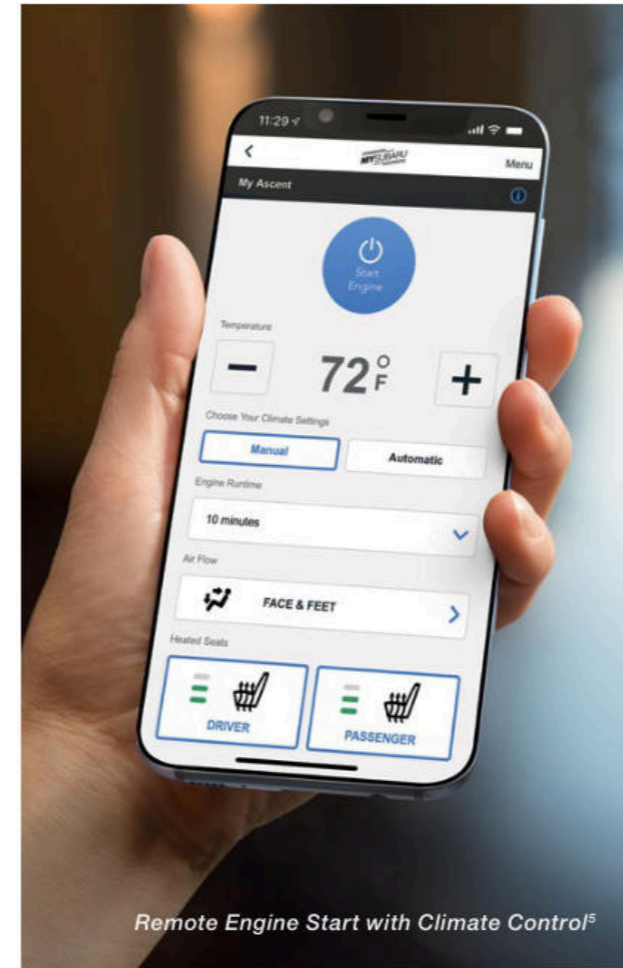 11:29
MYSUBARU
Menu
My Ascent
Start
Engine
Temperature
72°F
Choose Your Climate Settings
Manual
Automatic
Engine Runtime
10 minutes
Air Flow
FACE & FEET
Heated Seats
DRIVER
PASSENGER
Remote Engine Start with Climate Control⁵